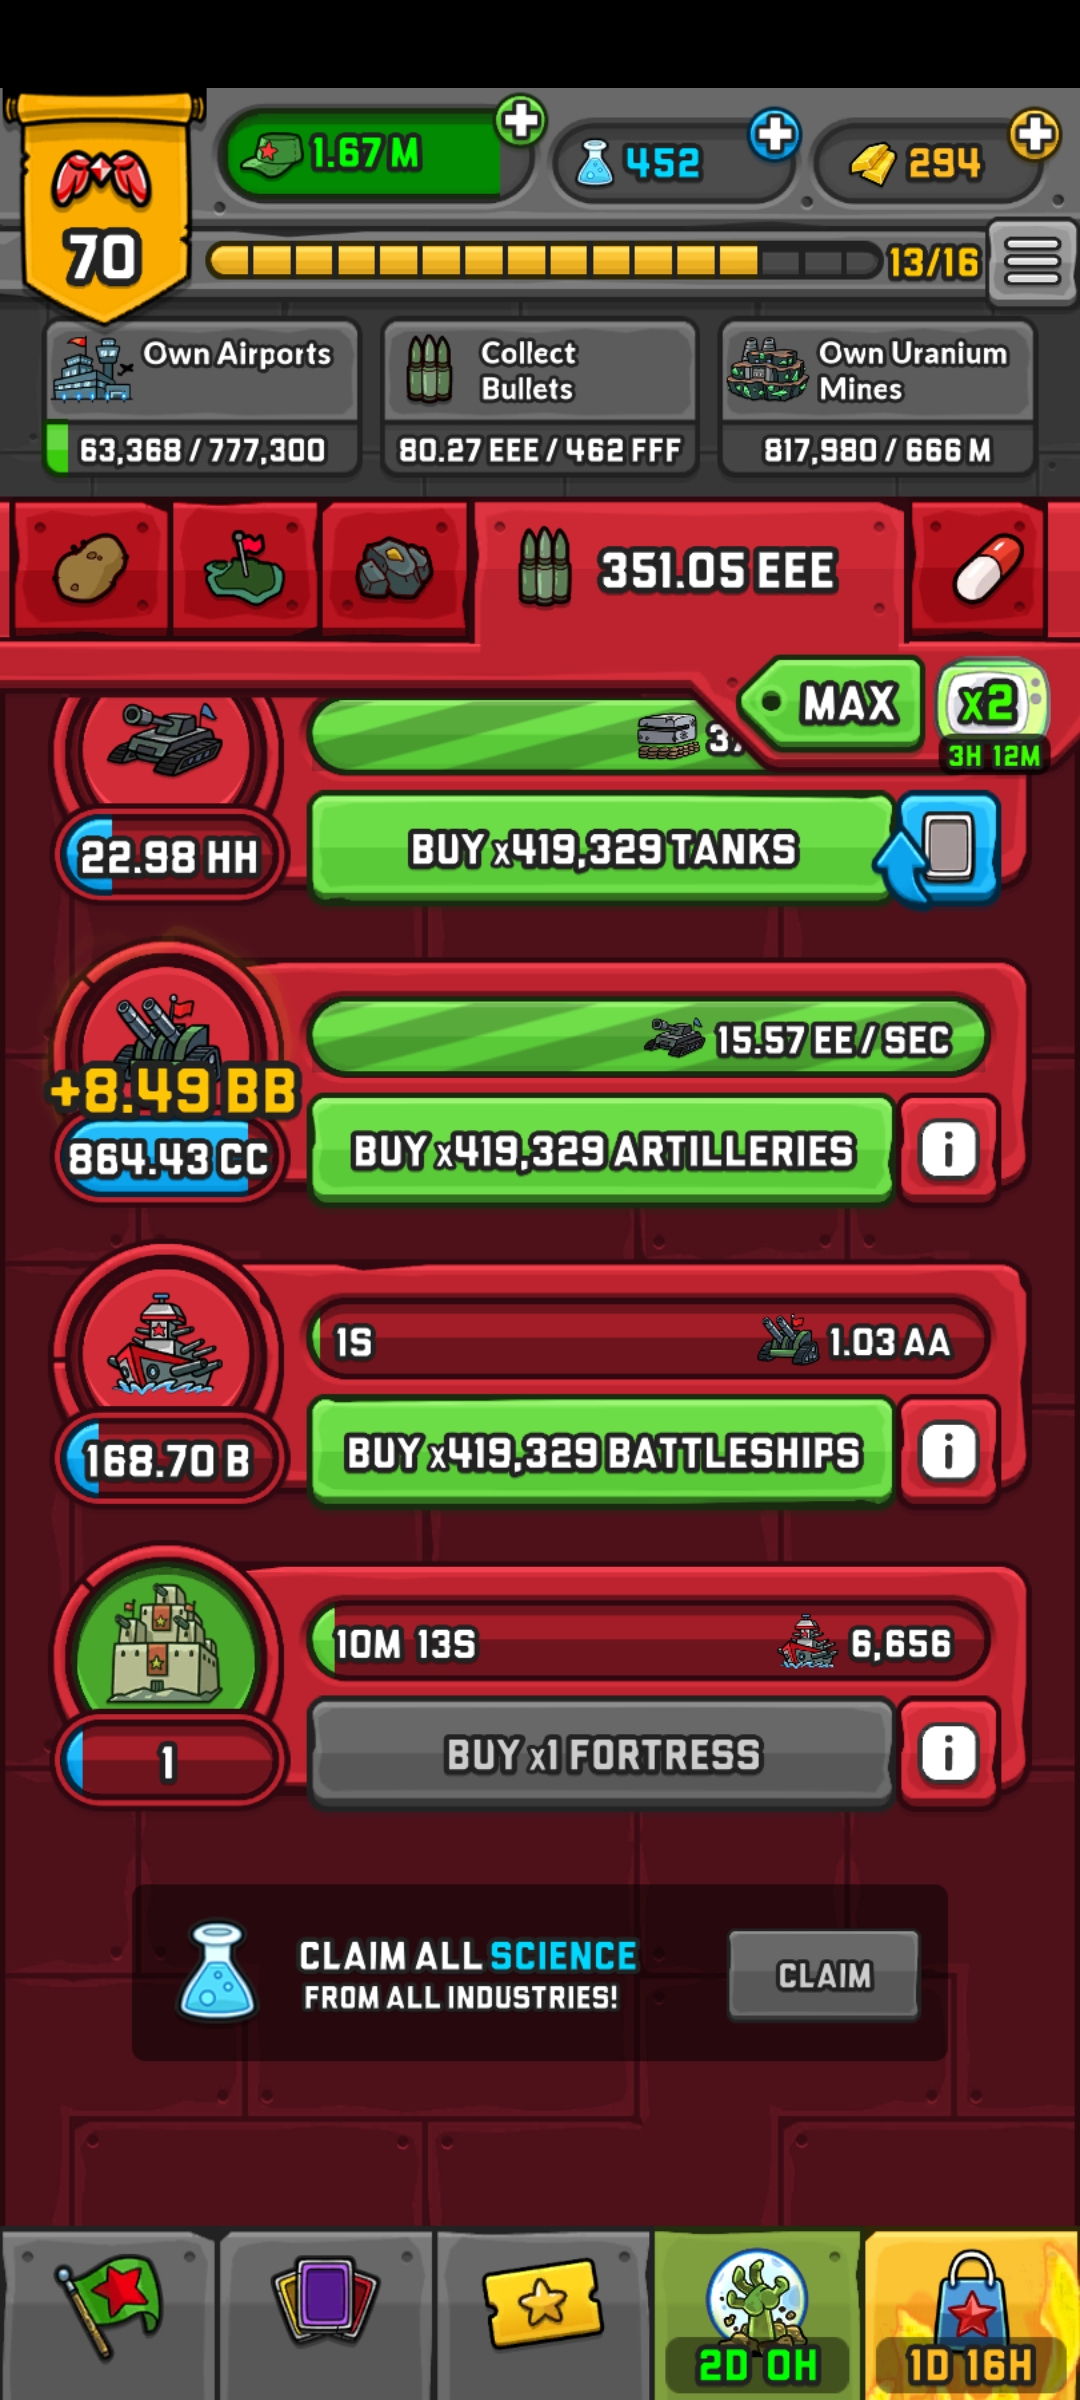 70
1.67 M
452
294
13/16
Own Airports
63,368 / 777,300
Collect
Bullets
80.27 EEE / 462 FFF
Own Uranium
Mines
817,980 / 666 M
351.05 EEE
MAX
x2
3H 12M
22.98 HH
BUY x419,329 TANKS
15.57 EE / SEC
+8.49 BB
864.43 CC
BUY x419,329 ARTILLERIES
i
1S
1.03 AA
168.70 B
BUY x419,329 BATTLESHIPS
i
10M 13S
6,656
1
BUY x1 FORTRESS
i
CLAIM ALL SCIENCE
FROM ALL INDUSTRIES!
CLAIM
2D 0H
1D 16H